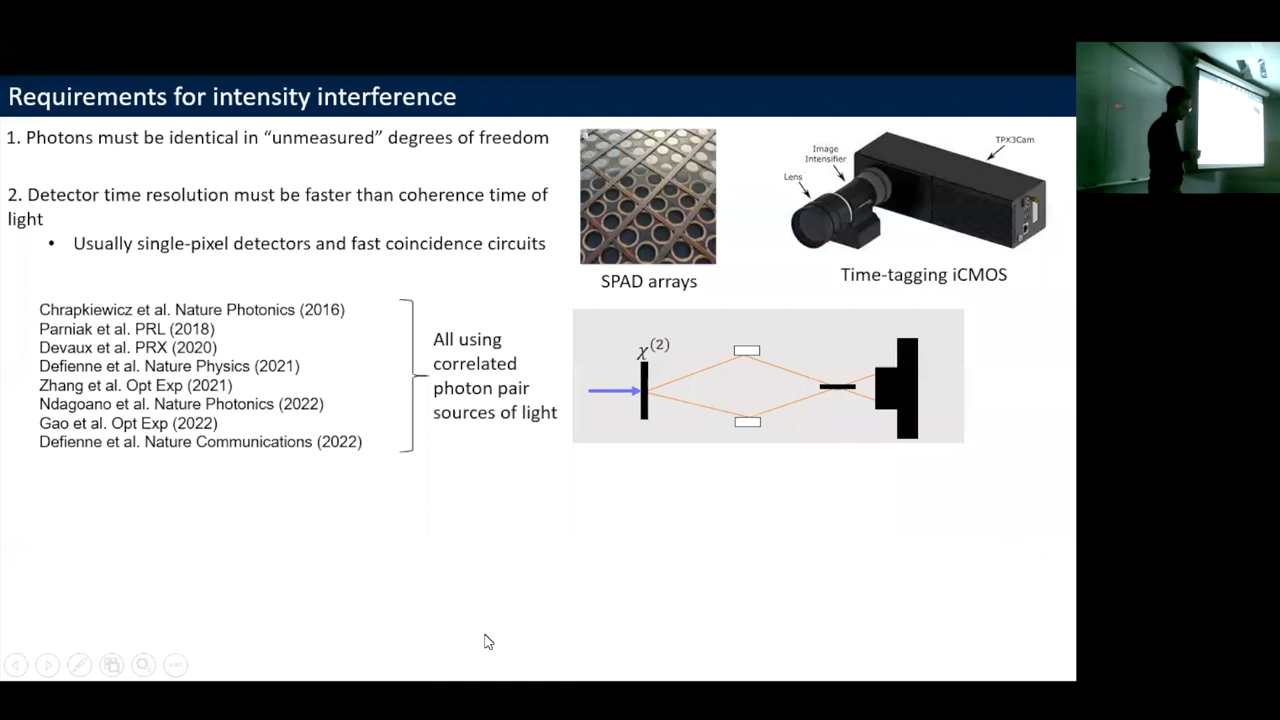 Requirements for intensity interference
1. Photons must be identical in “unmeasured” degrees of freedom
2. Detector time resolution must be faster than coherence time of
light
• Usually single-pixel detectors and fast coincidence circuits
Chrapkiewicz et al. Nature Photonics (2016)
Parniak et al. PRL (2018)
Devaux et al. PRX (2020)
Defienne et al. Nature Physics (2021)
Zhang et al. Opt Exp (2021)
Ndagoano et al. Nature Photonics (2022)
Gao et al. Opt Exp (2022)
Defienne et al. Nature Communications (2022)
All using
correlated
photon pair
sources of light
SPAD arrays
Lens
Image
Intensifier
TPX3Cam
Time-tagging iCMOS
χ(2)